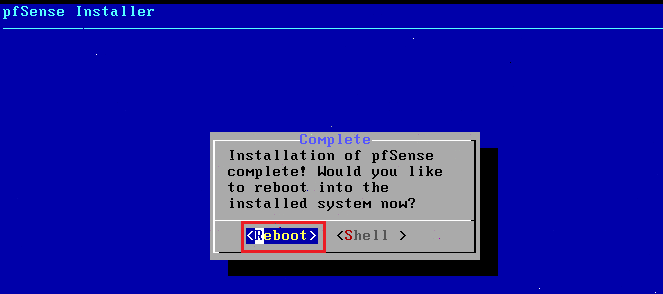 pfSense Installer
Complete
Installation of pfSense
complete! Would you like
to reboot into the
installed system now?
<Reboot> <Shell >